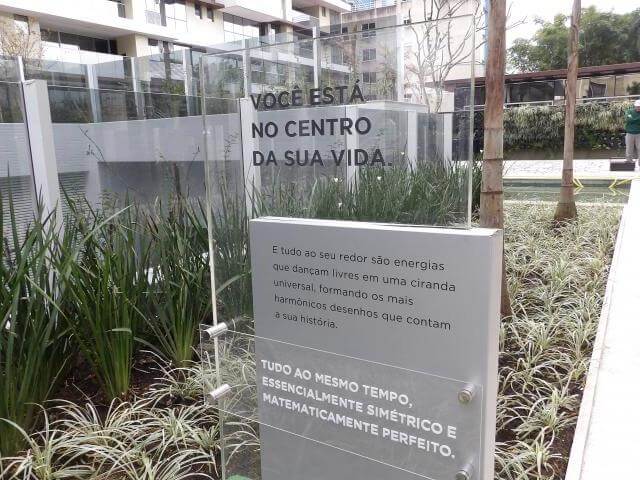 VOCÊ ESTÁ
NO CENTRO
DA SUA VIDA.
E tudo ao seu redor são energias
que dançam livres em uma ciranda
universal, formando os mais
harmônicos desenhos que contam
a sua história.
TUDO AO MESMO TEMPO,
ESSENCIALMENTE SIMÉTRICO E
MATEMATICAMENTE PERFEITO.